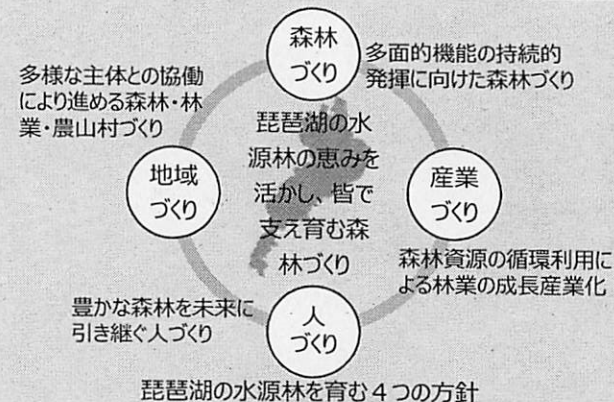 森林
づくり
多面的機能の持続的
発揮に向けた森林づくり
多様な主体との協働
により進める森林・林
業・農山村づくり
地域
づくり
琵琶湖の水
源林の恵みを
活かし、皆で
支え育む森
林づくり
産業
づくり
森林資源の循環利用に
よる林業の成長産業化
豊かな森林を未来に
引き継ぐ人づくり
人
づくり
琵琶湖の水源林を育む４つの方針